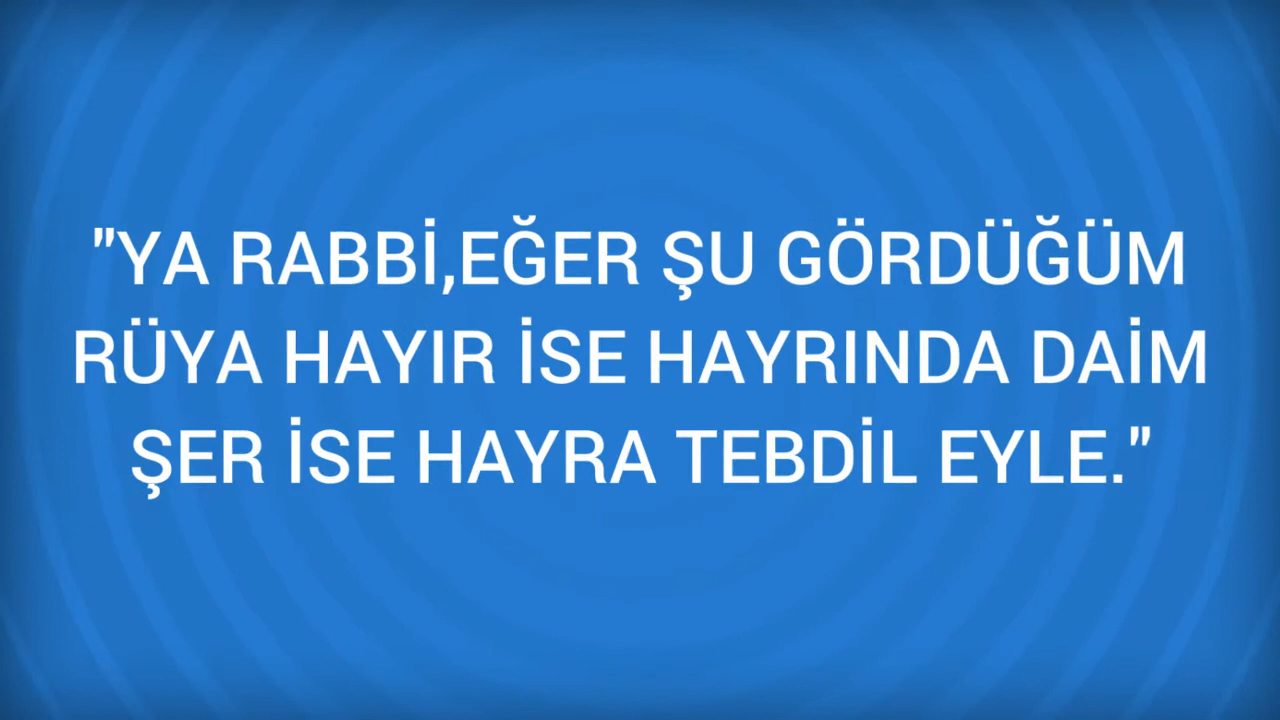 "YA RABBİ,EĞER ŞU GÖRDÜĞÜM
RÜYA HAYIR İSE HAYRINDA DAİM
ŞER İSE HAYRA TEBDİL EYLE."